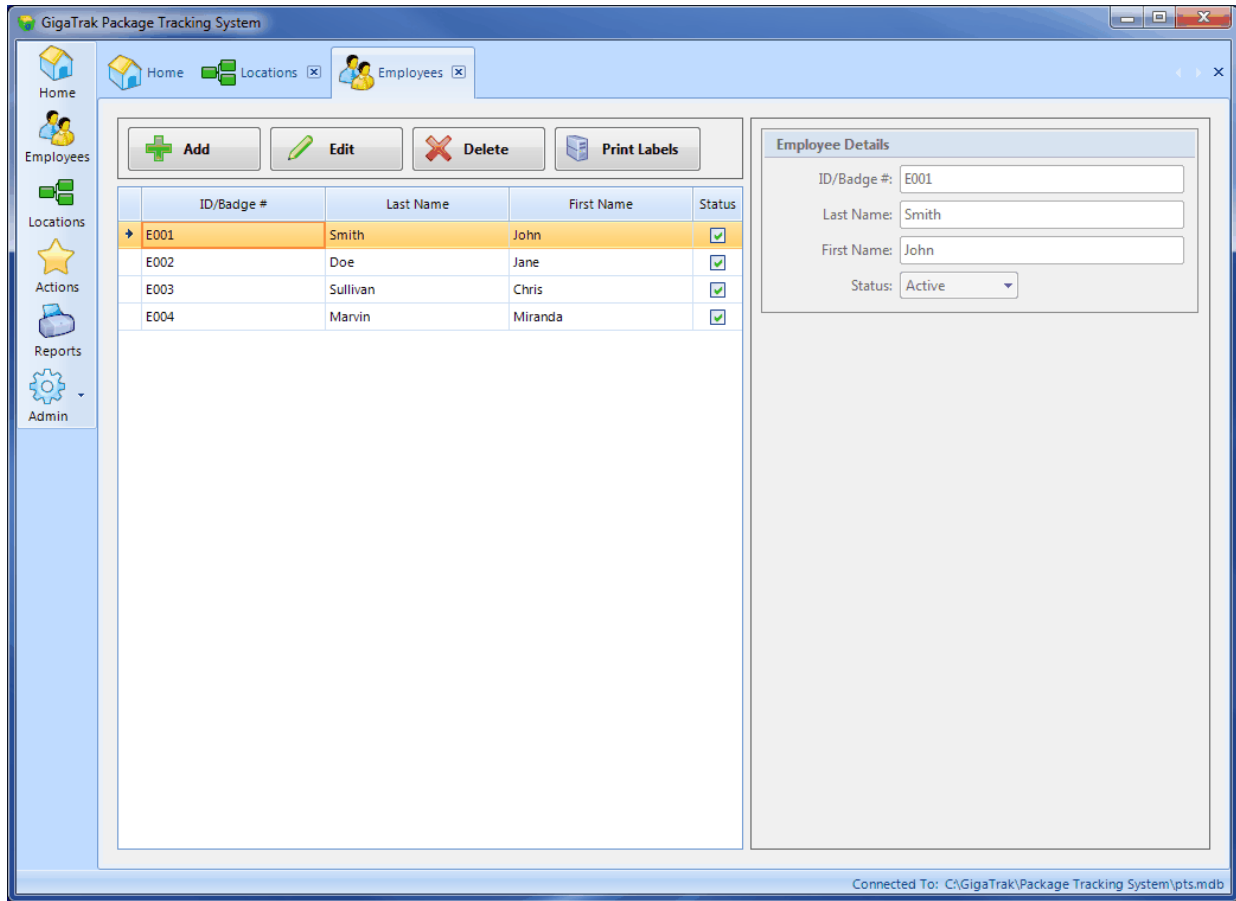 GigaTrak Package Tracking System
Home
Employees
Locations
Actions
Reports
Admin
Home Locations Employees
Add Edit Delete Print Labels
ID/Badge # Last Name First Name Status
E001 Smith John
E002 Doe Jane
E003 Sullivan Chris
E004 Marvin Miranda
Employee Details
ID/Badge #: E001
Last Name: Smith
First Name: John
Status: Active
Connected To: C:\GigaTrak\Package Tracking System\pts.mdb